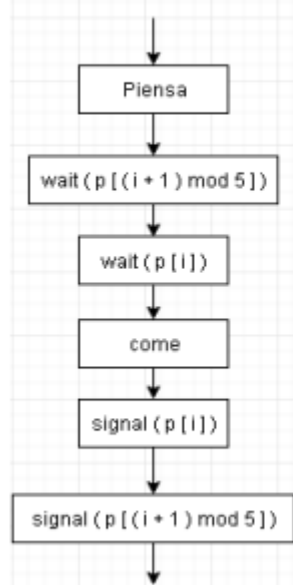 Piensa
wait ( p [ ( i + 1 ) mod 5 ] )
wait ( p [ i ] )
come
signal ( p [ i ] )
signal ( p [ ( i + 1 ) mod 5 ] )